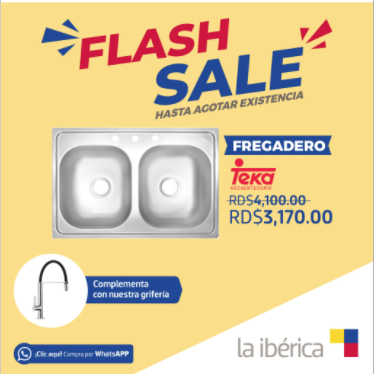 FLASH
SALE
HASTA AGOTAR EXISTENCIA
FREGADERO
Teka
KÜCHENTECHNIK
RD$4,100.00
RD$3,170.00
Complementa
con nuestra grifería
¡Clic aquí! Compra por WhatsAPP
la ibérica